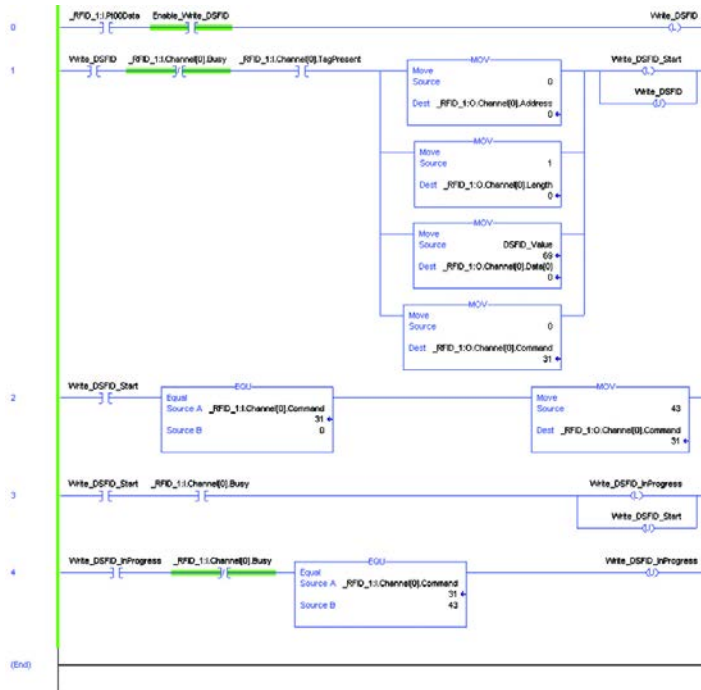 _RFID_1:I.Pt00Data Enable_Write_DSFID Write_DSFID
0 (L)
Write_DSFID _RFID_1:I.Channel[0].Busy _RFID_1:I.Channel[0].TagPresent MOV Write_DSFID_Start
1 Move (L)
Source 0 Write_DSFID
(U)
Dest _RFID_1:O.Channel[0].Address
0
MOV
Move
Source 1
Dest _RFID_1:O.Channel[0].Length
0
MOV
Move
Source DSFID_Value
69
Dest _RFID_1:O.Channel[0].Data[0]
0
MOV
Move
Source 0
Dest _RFID_1:O.Channel[0].Command
31
Write_DSFID_Start EQU MOV
2 Equal Move
Source A _RFID_1:I.Channel[0].Command Source 43
31
Source B 0 Dest _RFID_1:O.Channel[0].Command
31
Write_DSFID_Start _RFID_1:I.Channel[0].Busy Write_DSFID_InProgress
3 (L)
Write_DSFID_Start
(U)
Write_DSFID_InProgress _RFID_1:I.Channel[0].Busy EQU Write_DSFID_InProgress
4 Equal (U)
Source A _RFID_1:I.Channel[0].Command
31
Source B 43
(End)